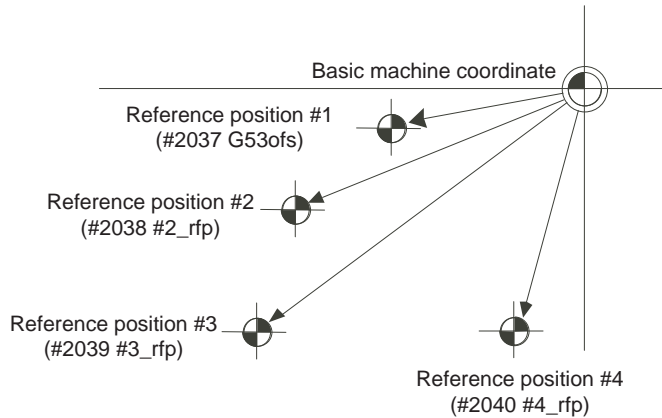 Basic machine coordinate
Reference position #1
(#2037 G53ofs)
Reference position #2
(#2038 #2_rfp)
Reference position #3
(#2039 #3_rfp)
Reference position #4
(#2040 #4_rfp)